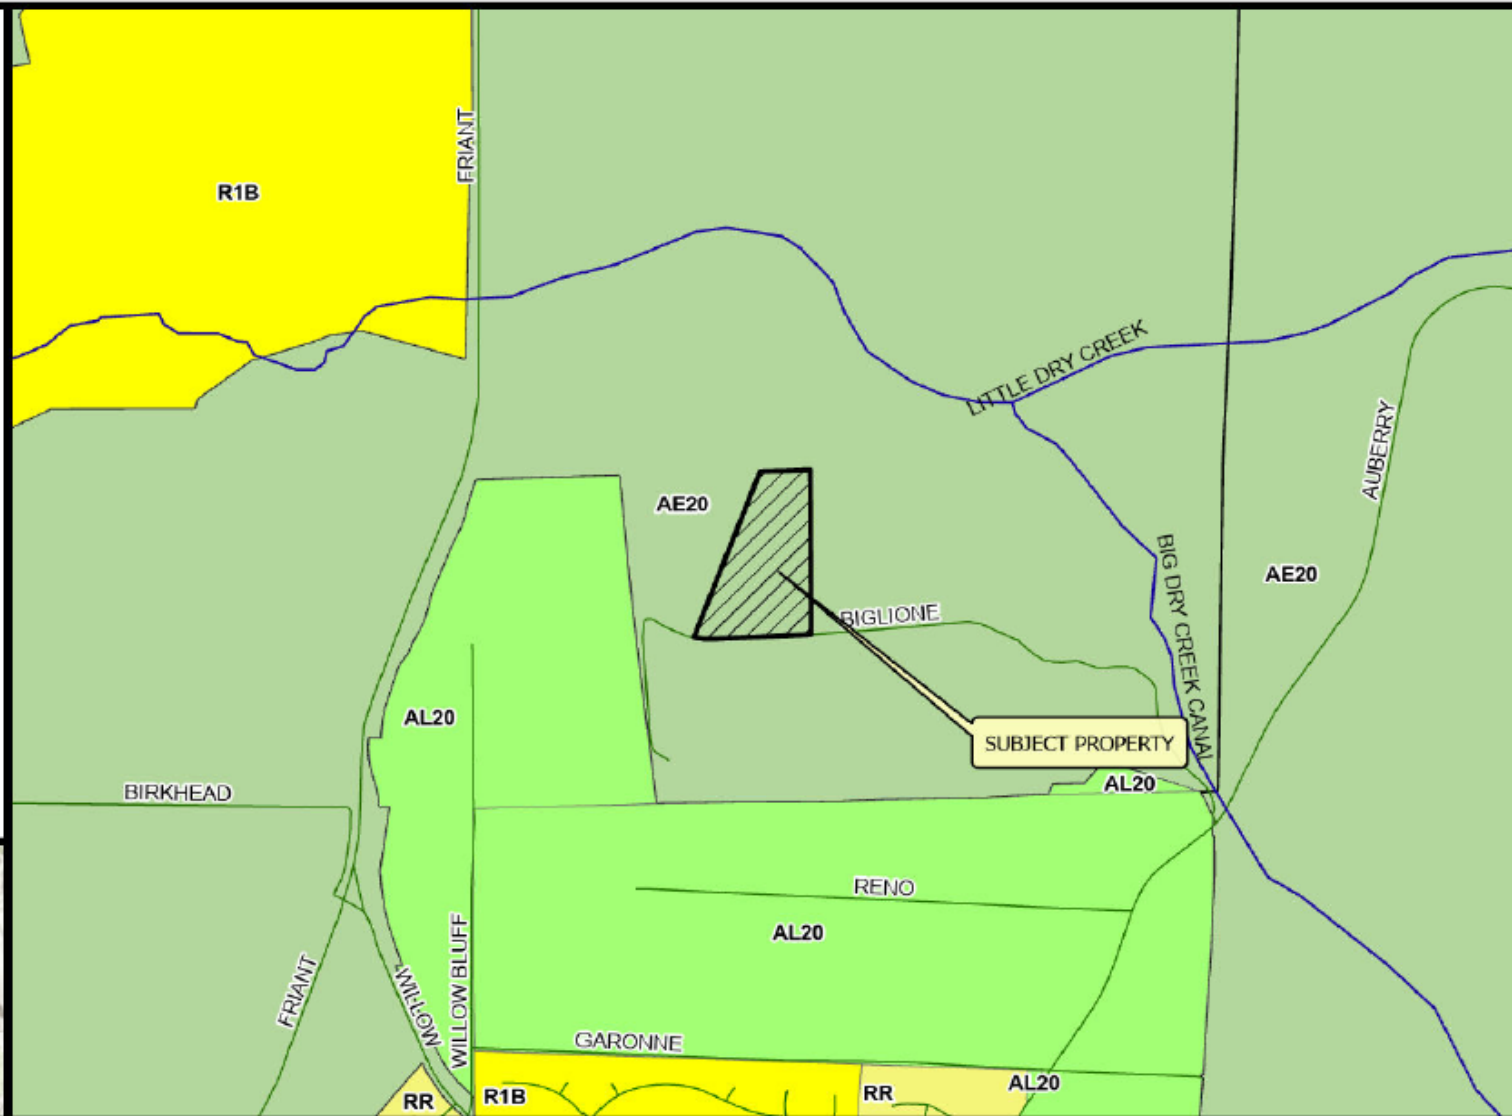 FRIANT
R1B
LITTLE DRY CREEK
AUBERRY
AE20
BIG DRY CREEK CANAL
AE20
BIGLIONE
AL20
SUBJECT PROPERTY
AL20
BIRKHEAD
RENO
AL20
WILLOW BLUFF
FRIANT
WILLOW
GARONNE
AL20
RR
R1B
RR